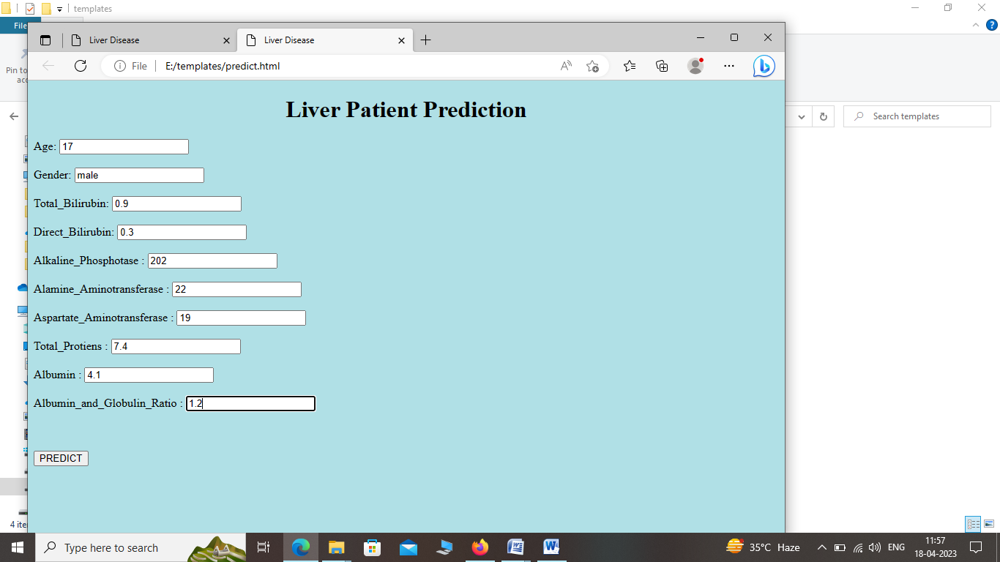 templates
File
Liver Disease
Liver Disease
File E:/templates/predict.html
Pin to
acc
Search templates
Liver Patient Prediction
Age: 17
Gender: male
Total_Bilirubin: 0.9
Direct_Bilirubin: 0.3
Alkaline_Phosphotase : 202
Alamine_Aminotransferase : 22
Aspartate_Aminotransferase : 19
Total_Protiens : 7.4
Albumin : 4.1
Albumin_and_Globulin_Ratio : 1.2
PREDICT
4 ite
Type here to search
35°C Haze
ENG
11:57
18-04-2023